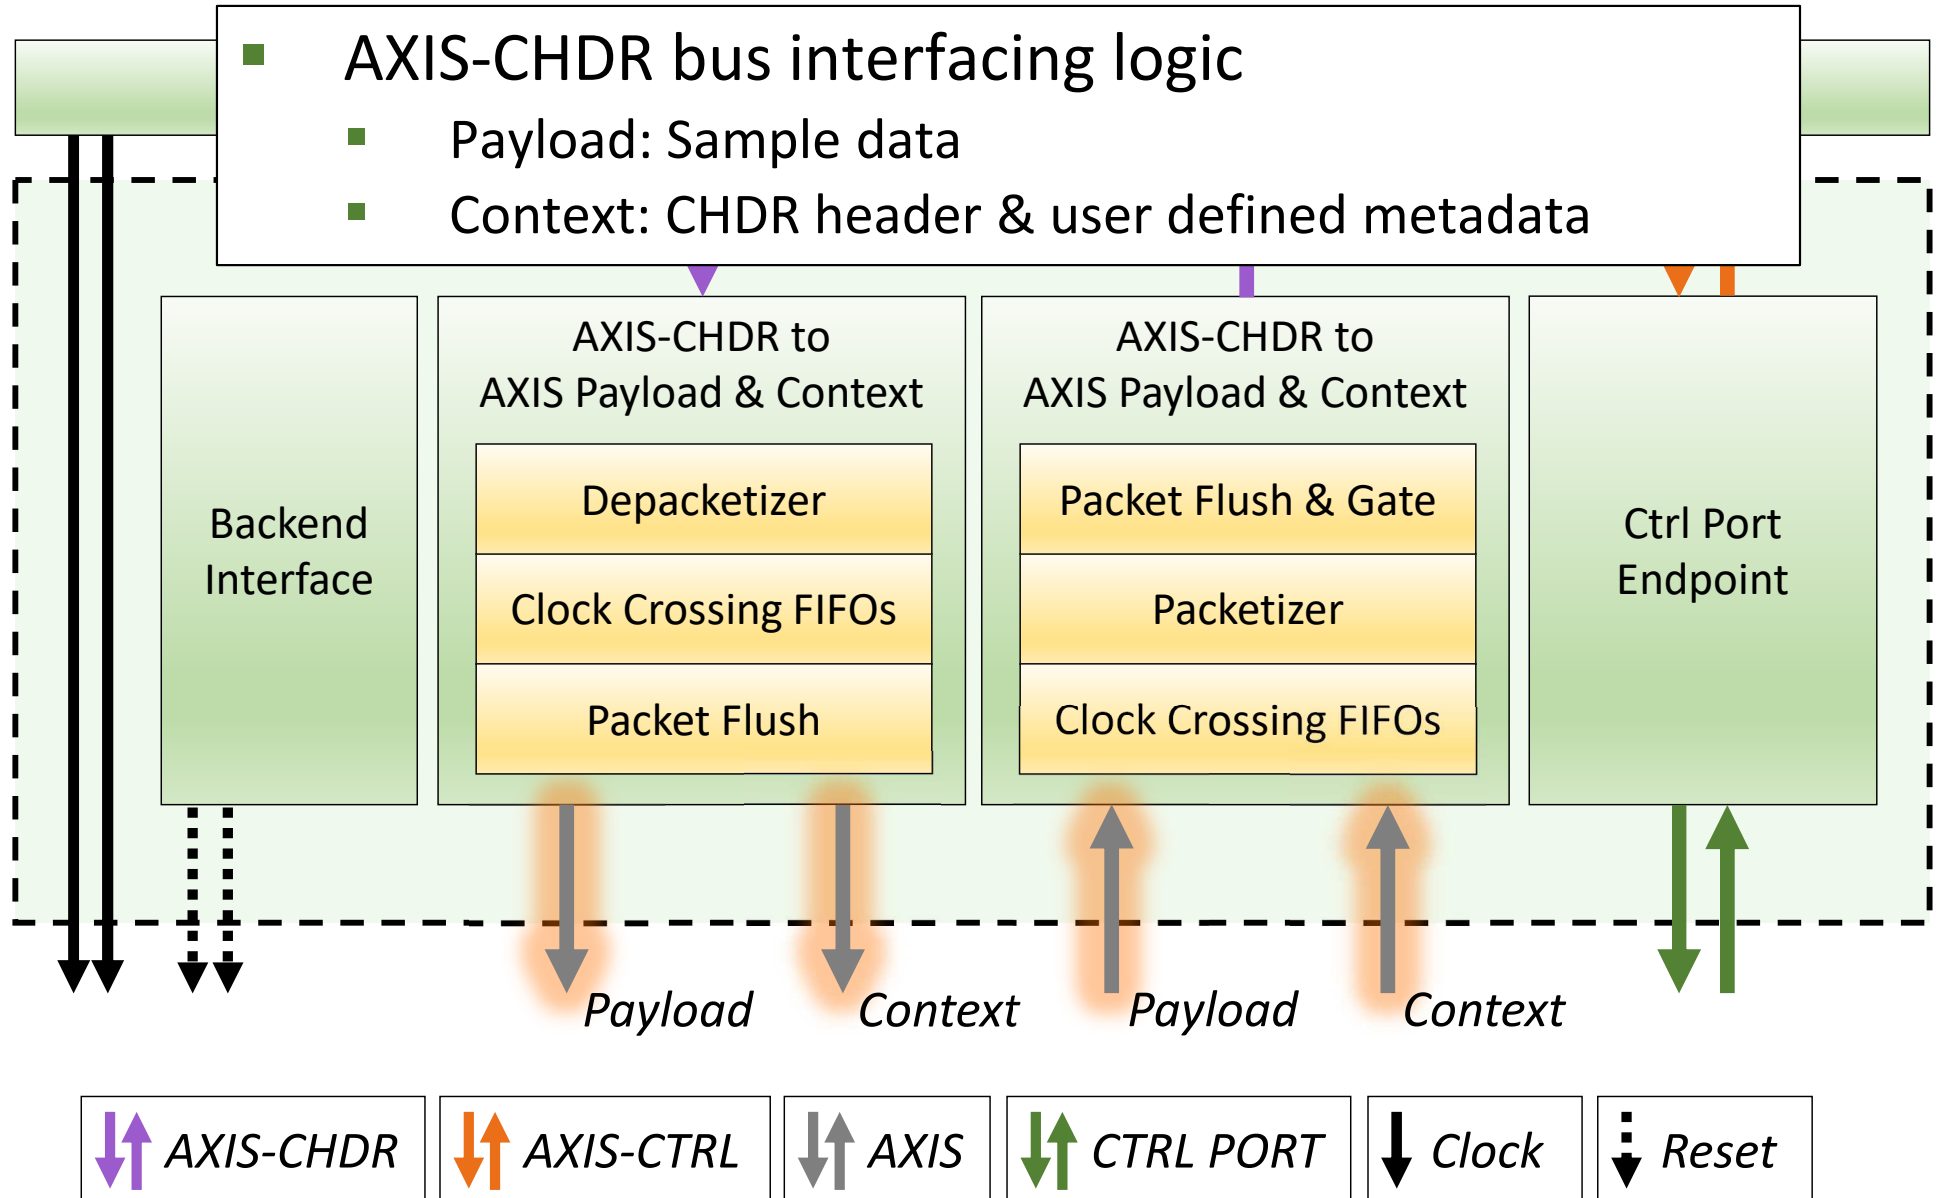 AXIS-CHDR bus interfacing logic
Payload: Sample data
Context: CHDR header & user defined metadata
Backend
Interface
AXIS-CHDR to
AXIS Payload & Context
Depacketizer
Clock Crossing FIFOs
Packet Flush
AXIS-CHDR to
AXIS Payload & Context
Packet Flush & Gate
Packetizer
Clock Crossing FIFOs
Ctrl Port
Endpoint
Payload
Context
Payload
Context
AXIS-CHDR
AXIS-CTRL
AXIS
CTRL PORT
Clock
Reset